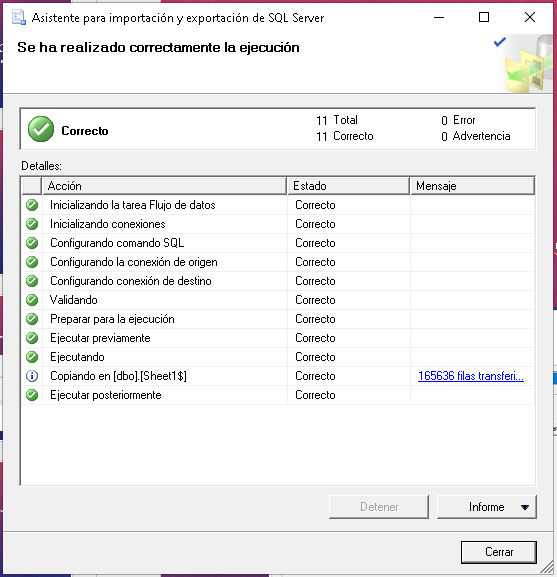 Asistente para importación y exportación de SQL Server
Se ha realizado correctamente la ejecución
Correcto
11 Total
0 Error
11 Correcto
0 Advertencia
Detalles:
Acción Estado Mensaje
Inicializando la tarea Flujo de datos Correcto
Inicializando conexiones Correcto
Configurando comando SQL Correcto
Configurando la conexión de origen Correcto
Configurando conexión de destino Correcto
Validando Correcto
Preparar para la ejecución Correcto
Ejecutar previamente Correcto
Ejecutando Correcto
Copiando en [dbo].[Sheet1$] Correcto 165636 filas transferi...
Ejecutar posteriormente Correcto
Detener Informe
Cerrar